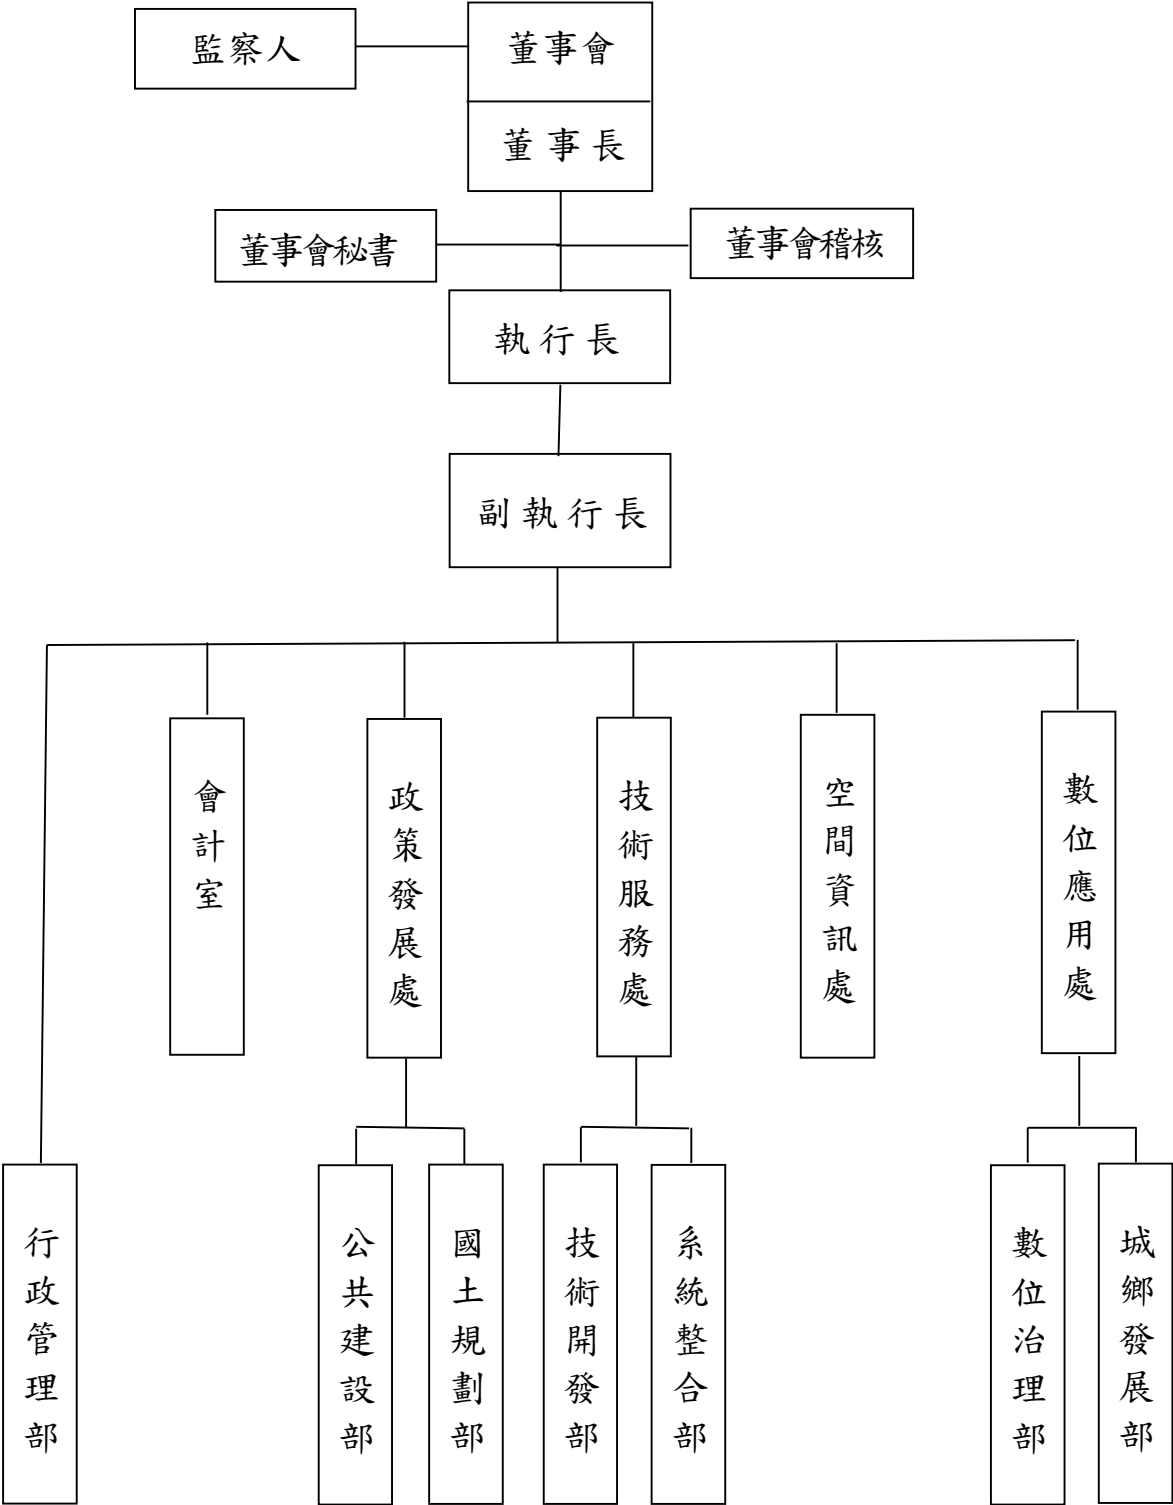 監察人
董事會
董事長
董事會秘書
董事會稽核
執行長
副執行長
會計室
政策發展處
技術服務處
空間資訊處
數位應用處
行政管理部
公共建設部
國土規劃部
技術開發部
系統整合部
數位治理部
城鄉發展部